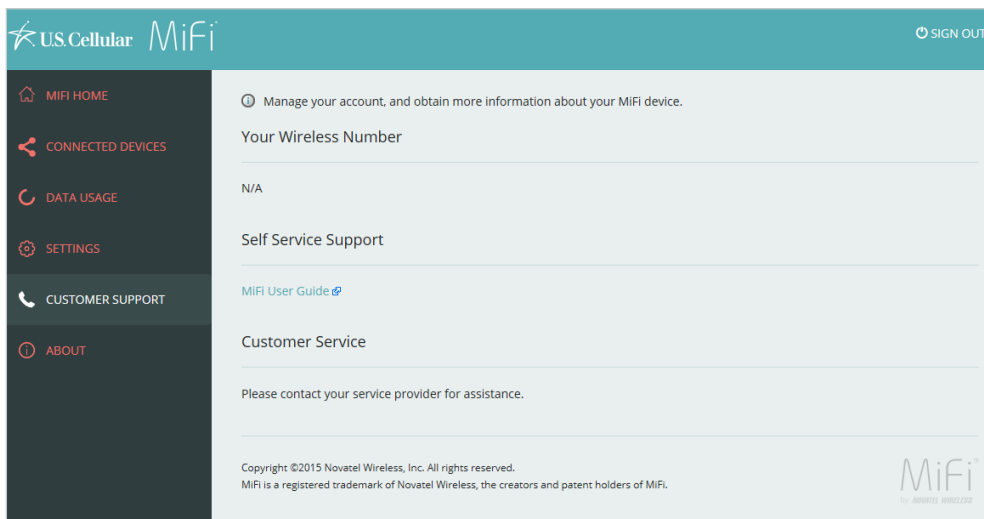 U.S. Cellular MiFi
SIGN OUT
MIFI HOME
CONNECTED DEVICES
DATA USAGE
SETTINGS
CUSTOMER SUPPORT
ABOUT
Manage your account, and obtain more information about your MiFi device.
Your Wireless Number
N/A
Self Service Support
MiFi User Guide
Customer Service
Please contact your service provider for assistance.
Copyright ©2015 Novatel Wireless, Inc. All rights reserved.
MiFi is a registered trademark of Novatel Wireless, the creators and patent holders of MiFi.
MiFi®
by NOVATEL WIRELESS